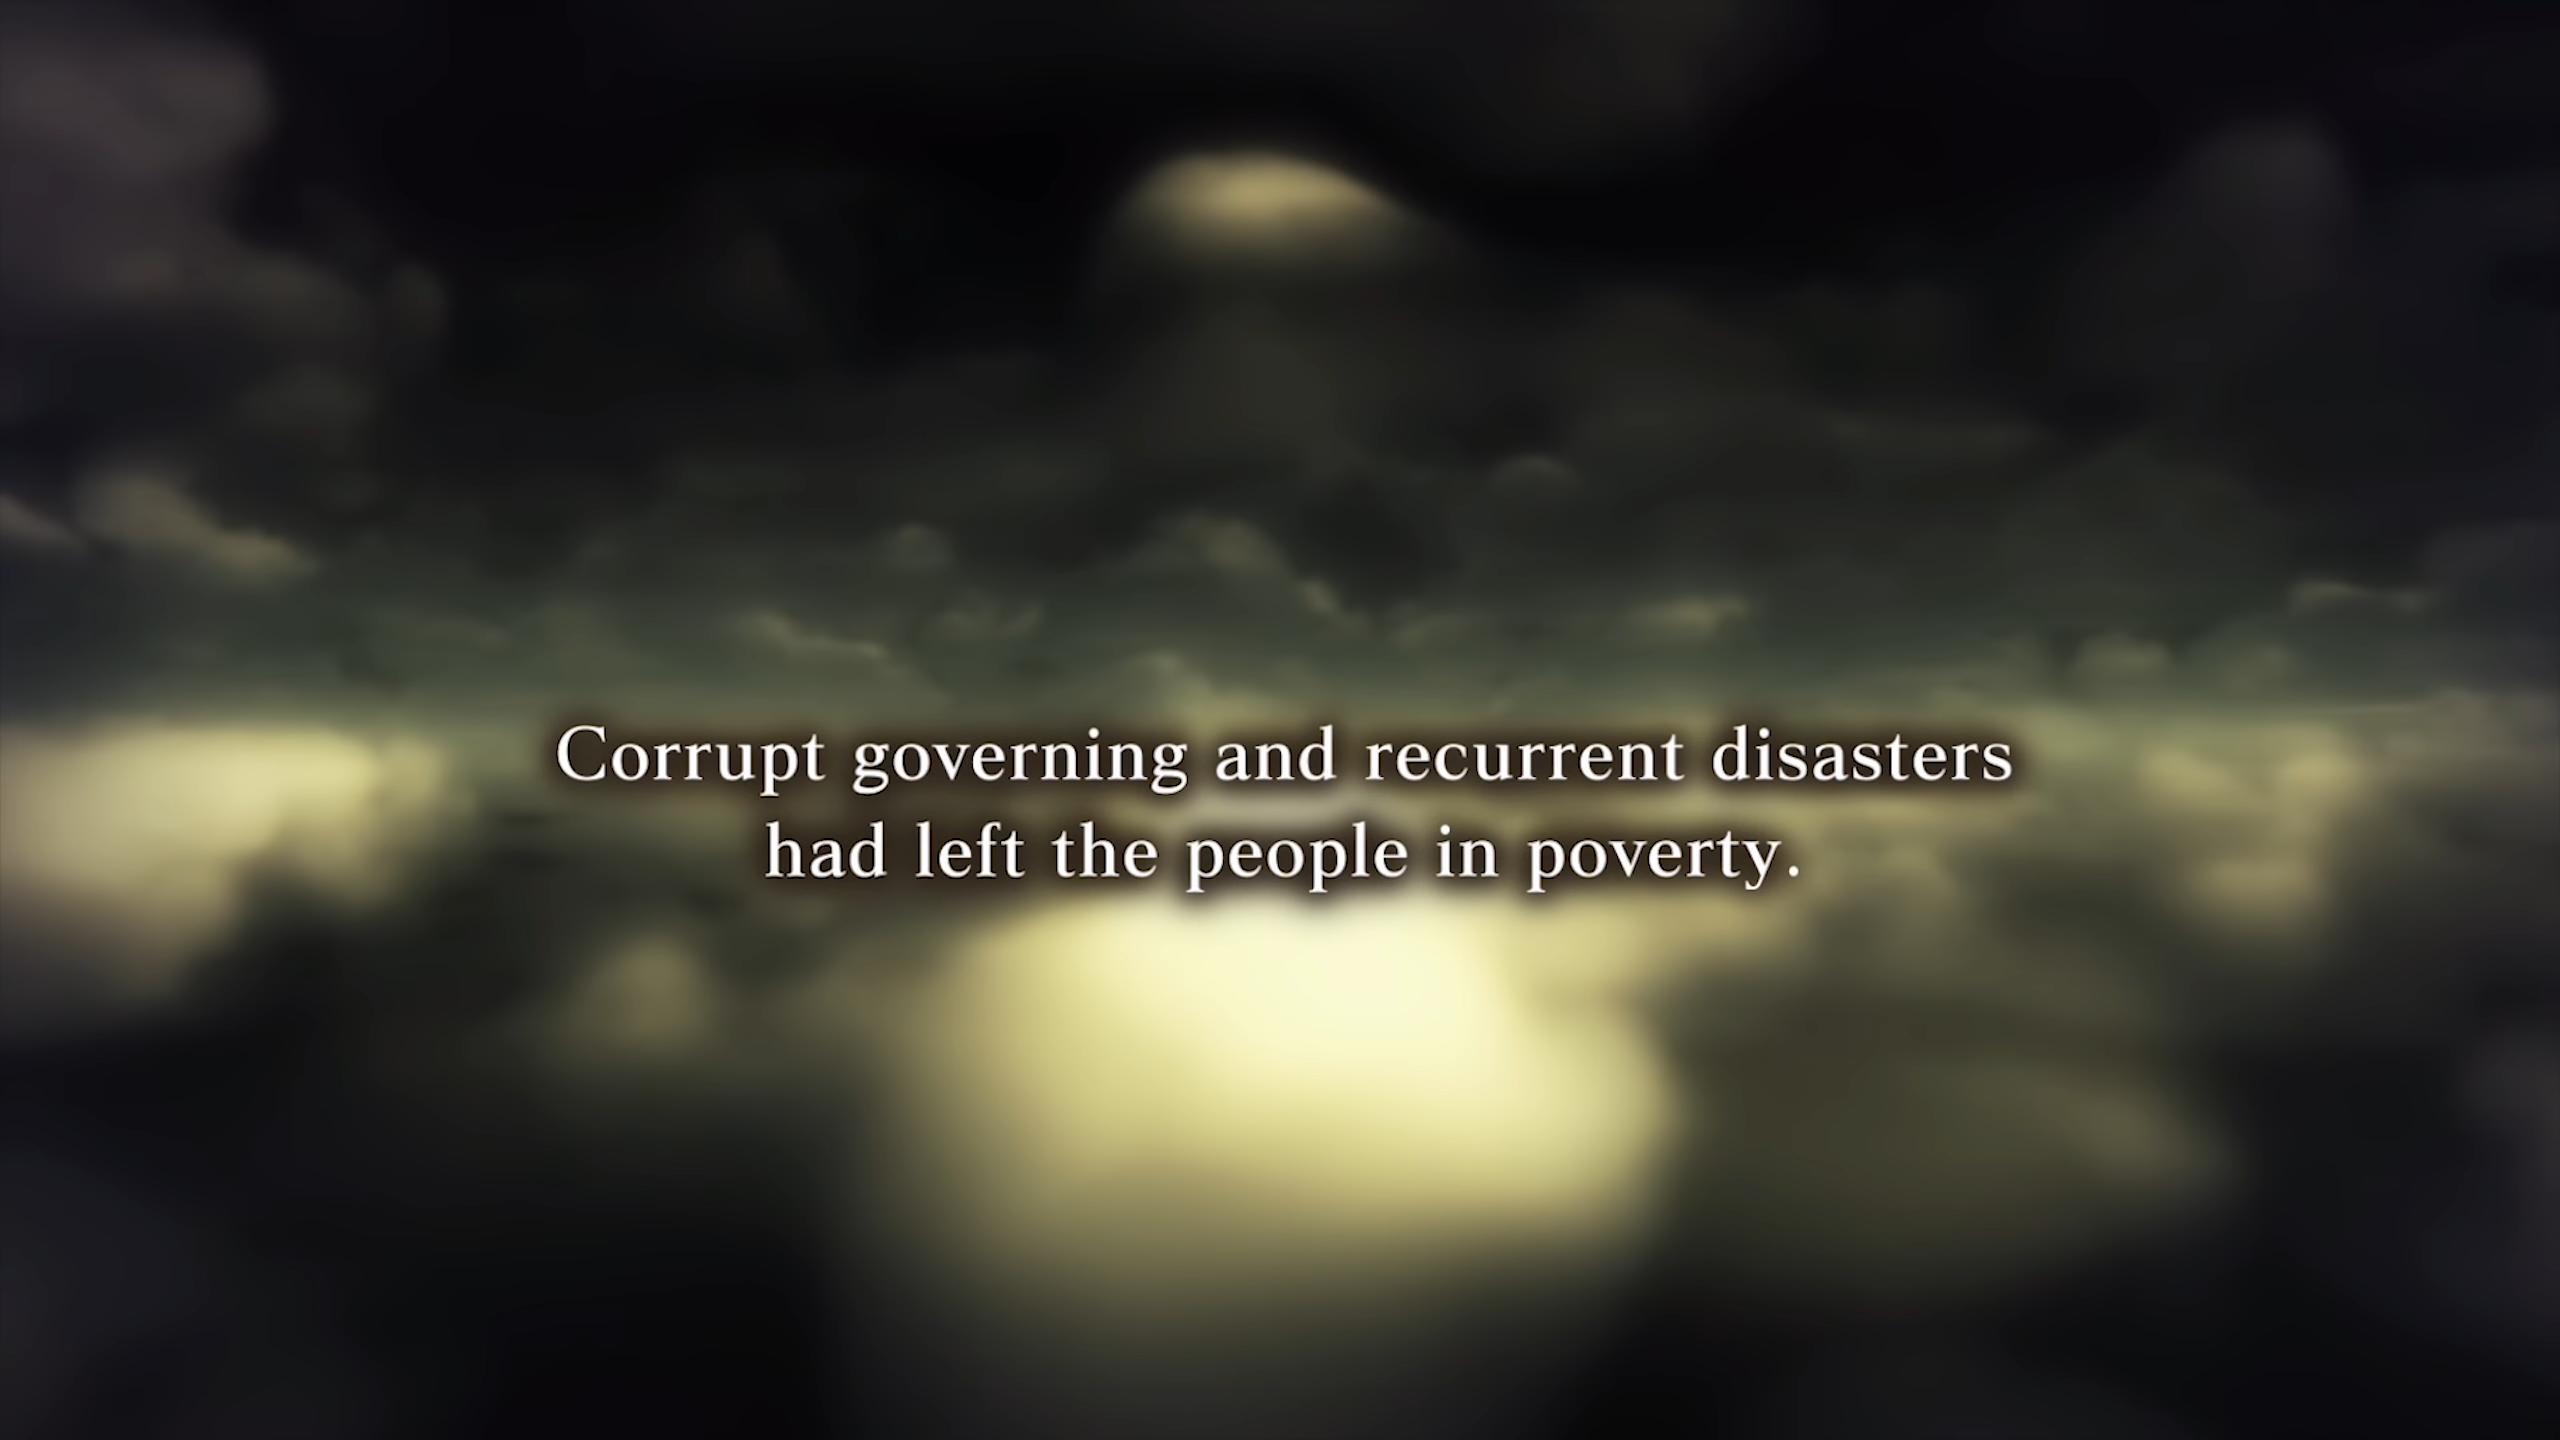 Corrupt governing and recurrent disasters
had left the people in poverty.